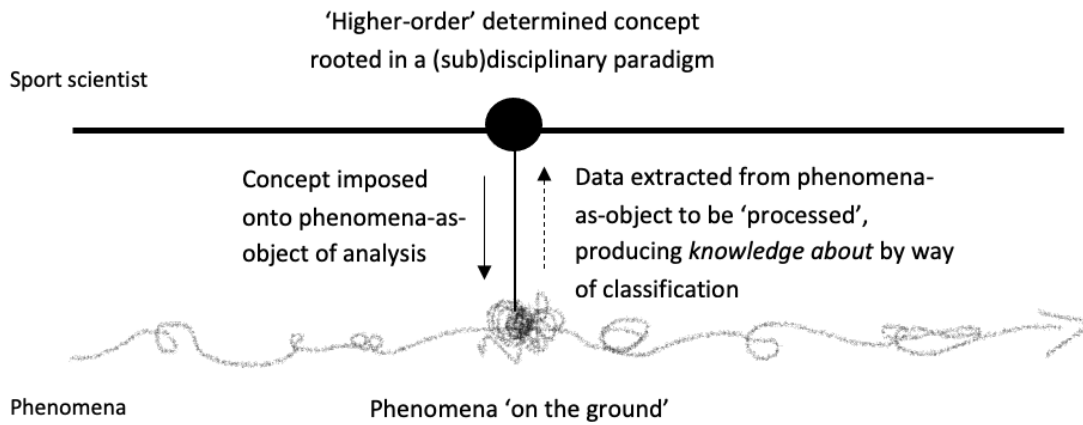 ‘Higher-order’ determined concept
rooted in a (sub)disciplinary paradigm
Sport scientist
Concept imposed
onto phenomena-as-
object of analysis
Data extracted from phenomena-
as-object to be ‘processed’,
producing knowledge about by way
of classification
Phenomena
Phenomena ‘on the ground’